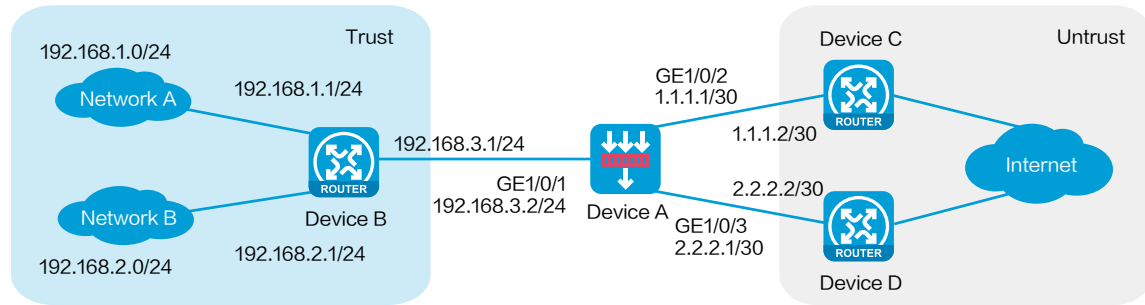 Trust
Untrust
192.168.1.0/24
Network A
192.168.1.1/24
192.168.3.1/24
ROUTER
Device B
Network B
192.168.2.0/24
192.168.2.1/24
GE1/0/1
192.168.3.2/24
Device A
GE1/0/2
1.1.1.1/30
1.1.1.2/30
Device C
ROUTER
Internet
2.2.2.2/30
GE1/0/3
2.2.2.1/30
ROUTER
Device D